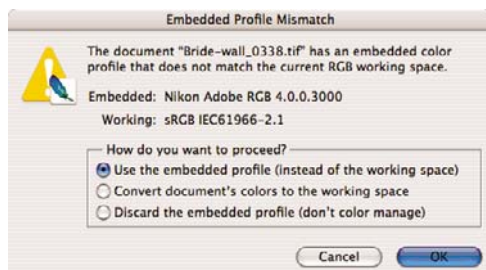 Embedded Profile Mismatch
The document "Bride-wall_0338.tif" has an embedded color
profile that does not match the current RGB working space.
Embedded: Nikon Adobe RGB 4.0.0.3000
Working: sRGB IEC61966-2.1
How do you want to proceed?
Use the embedded profile (instead of the working space)
Convert document's colors to the working space
Discard the embedded profile (don't color manage)
Cancel OK